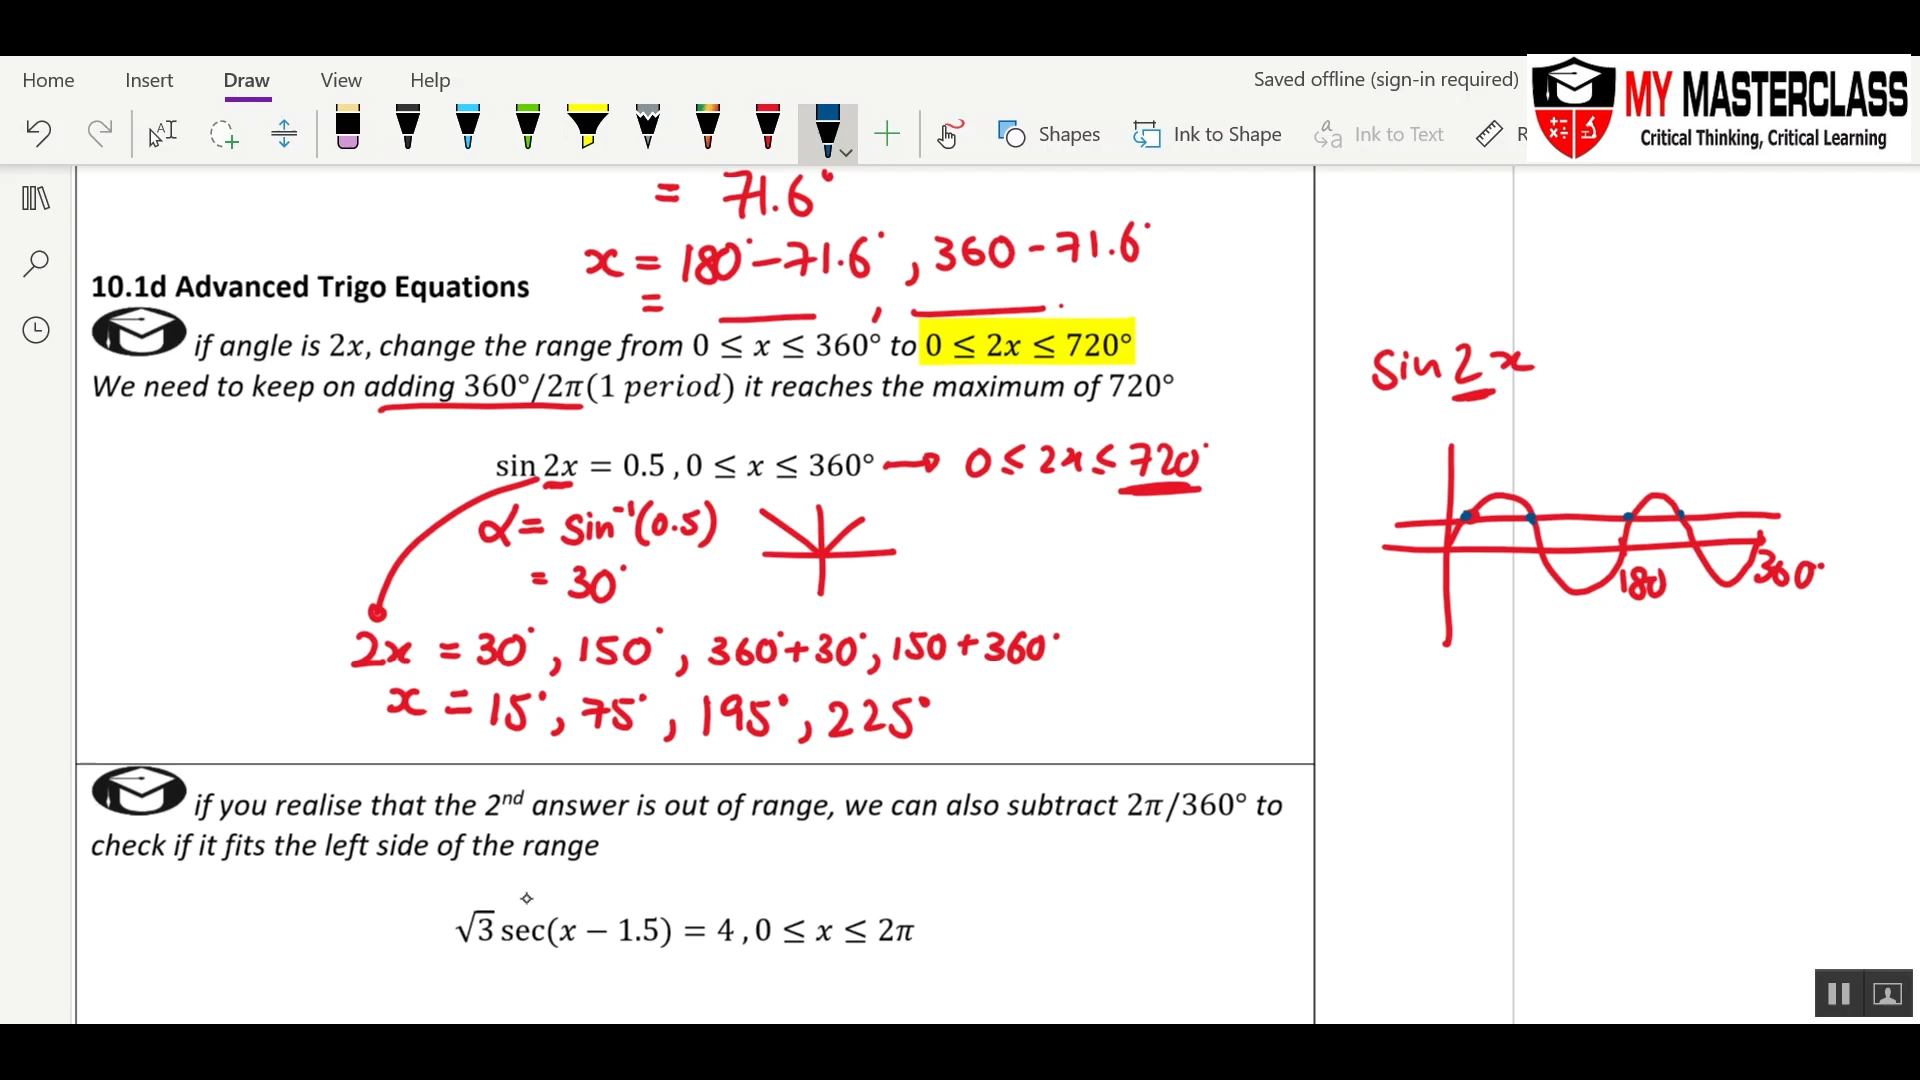 Home Insert Draw View Help Saved offline (sign-in required)
MY MASTERCLASS
Critical Thinking, Critical Learning
Shapes Ink to Shape Ink to Text R
= 71.6°
x = 180° - 71.6° , 360 - 71.6°
= ,
10.1d Advanced Trigo Equations
if angle is 2x, change the range from 0 ≤ x ≤ 360° to 0 ≤ 2x ≤ 720°
We need to keep on adding 360°/2π(1 period) it reaches the maximum of 720°
sin 2x
sin 2x = 0.5 , 0 ≤ x ≤ 360° → 0 ≤ 2x ≤ 720°
α = sin⁻¹(0.5)
= 30°
180 360°
2x = 30°, 150°, 360°+30°, 150+360°
x = 15°, 75°, 195°, 225°
if you realise that the 2nd answer is out of range, we can also subtract 2π/360° to
check if it fits the left side of the range
√3 sec(x − 1.5) = 4 , 0 ≤ x ≤ 2π